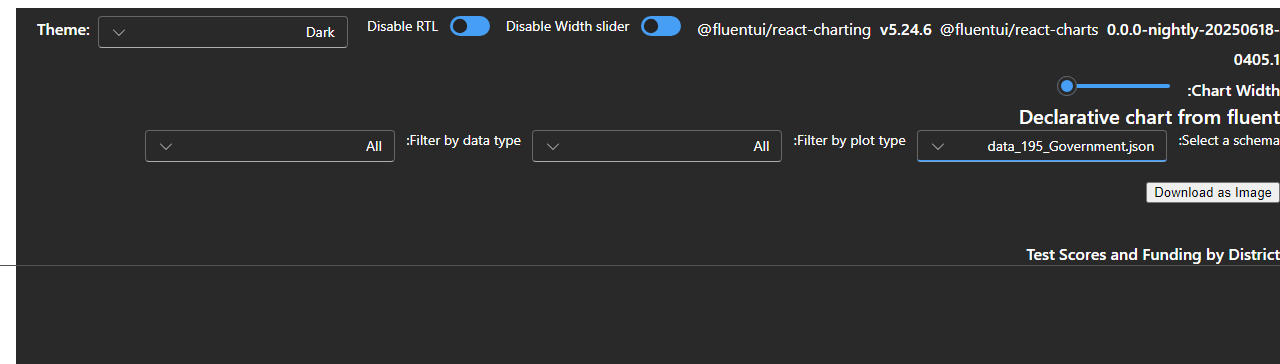 Theme: Dark Disable RTL Disable Width slider @fluentui/react-charting v5.24.6 @fluentui/react-charts 0.0.0-nightly-20250618-
0405.1
:Chart Width
Declarative chart from fluent
:Select a schema data_195_Government.json :Filter by plot type All :Filter by data type All
Download as Image
Test Scores and Funding by District